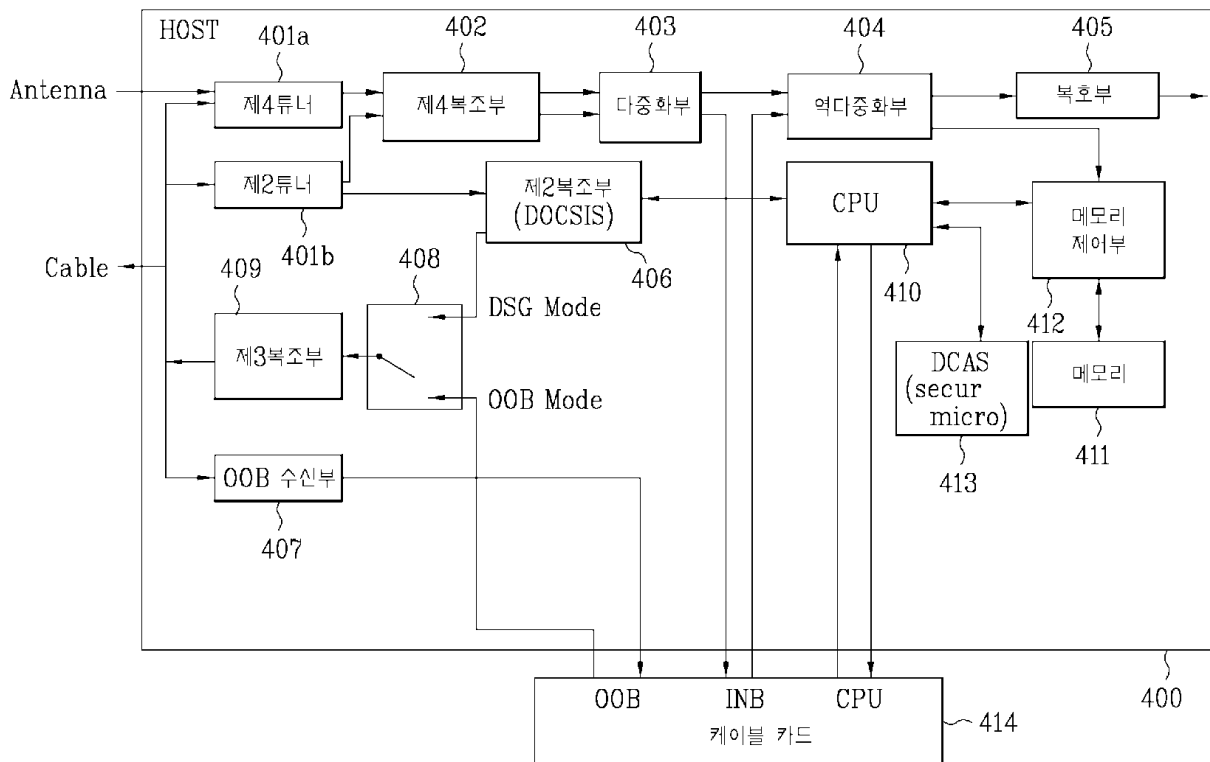 HOST
401a
402
403
404
405
Antenna
제4튜너
제4복조부
다중화부
역다중화부
복호부
제2튜너
제2복조부
(DOCSIS)
CPU
메모리
제어부
401b
406
410
412
Cable
409
408
DSG Mode
제3복조부
OOB Mode
DCAS
(secur
micro)
메모리
413
411
OOB 수신부
407
400
OOB
INB
CPU
케이블 카드
414